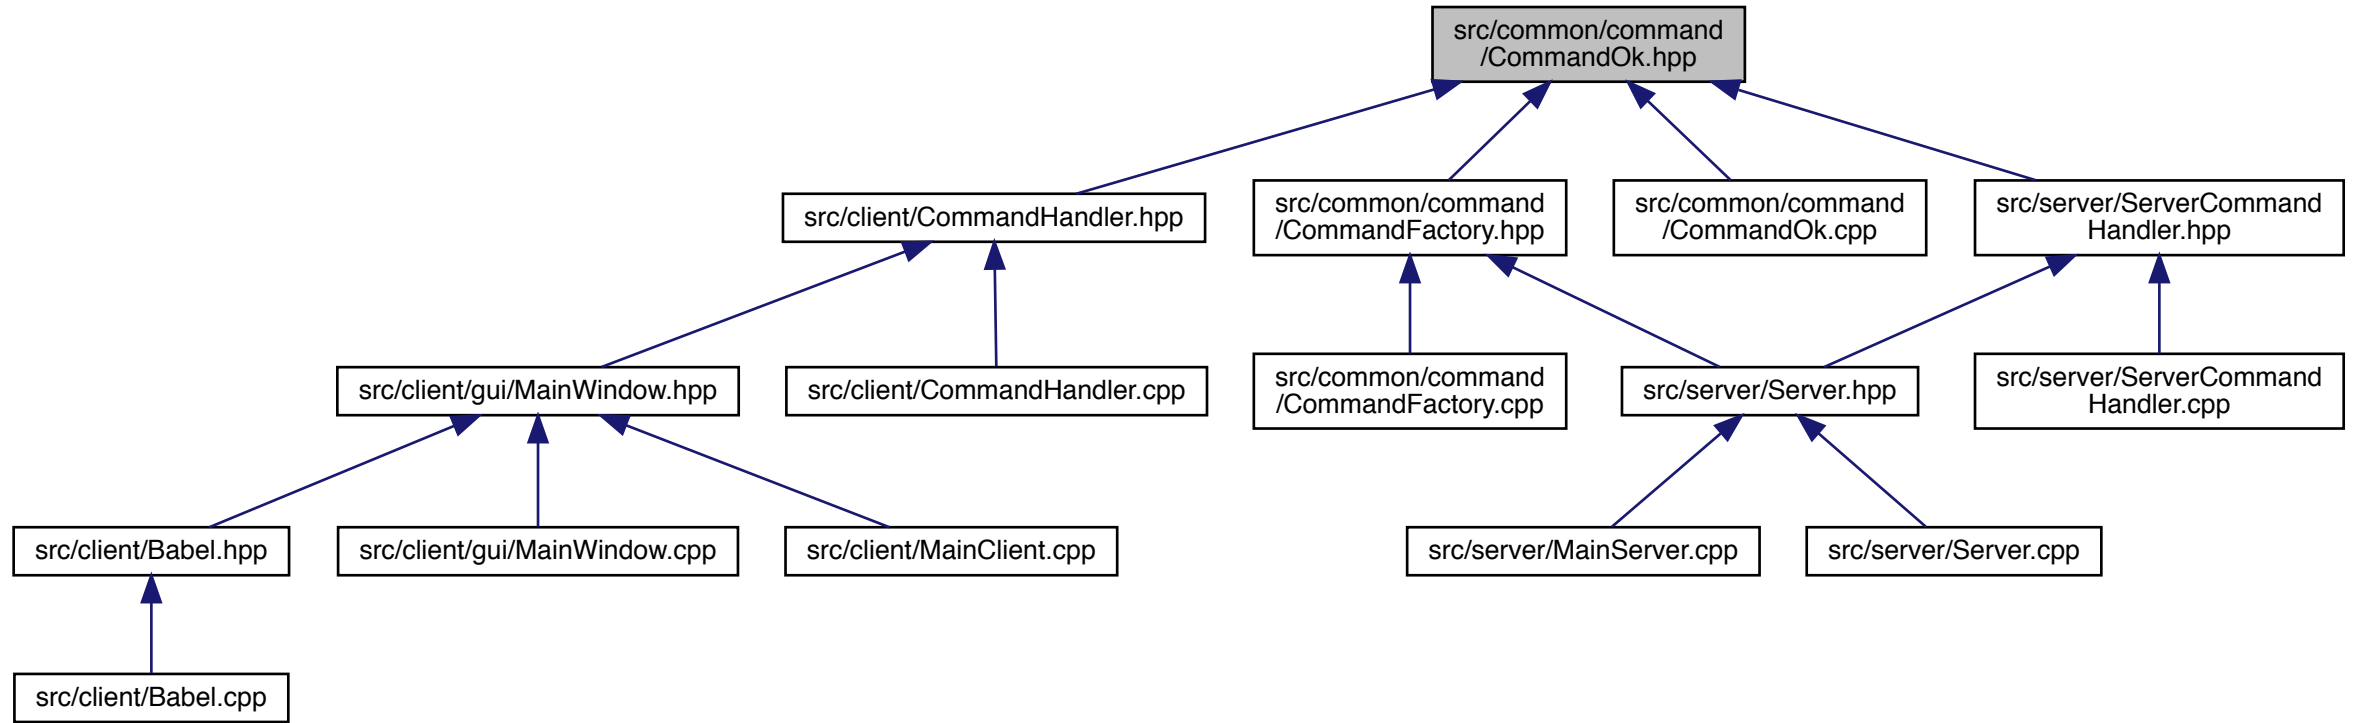 src/common/command
/CommandOk.hpp
src/client/CommandHandler.hpp
src/common/command
/CommandFactory.hpp
src/common/command
/CommandOk.cpp
src/server/ServerCommand
Handler.hpp
src/client/gui/MainWindow.hpp
src/client/CommandHandler.cpp
src/common/command
/CommandFactory.cpp
src/server/Server.hpp
src/server/ServerCommand
Handler.cpp
src/client/Babel.hpp
src/client/gui/MainWindow.cpp
src/client/MainClient.cpp
src/server/MainServer.cpp
src/server/Server.cpp
src/client/Babel.cpp